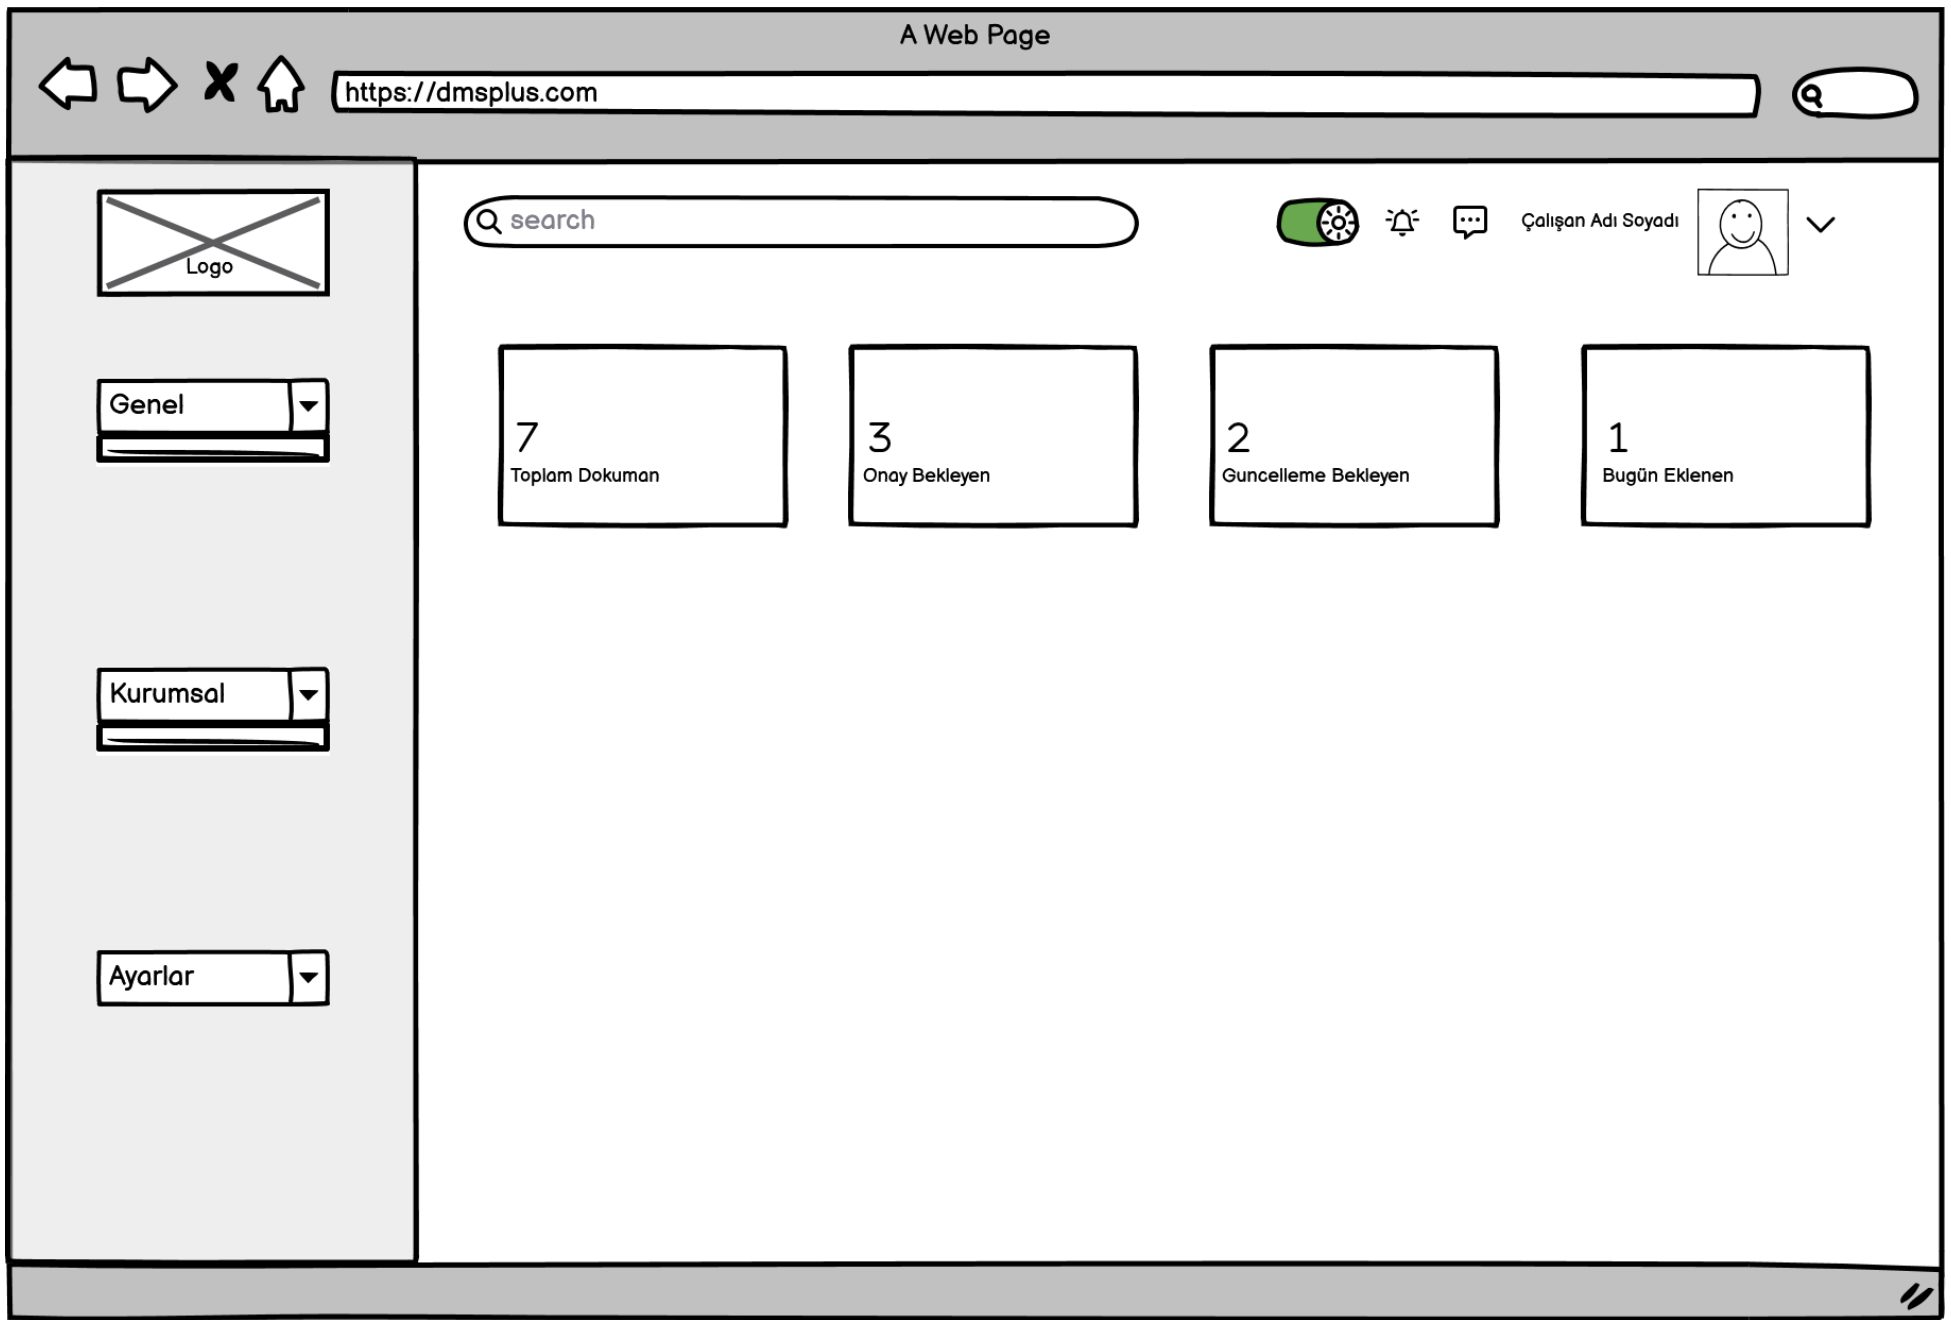 A Web Page
https://dmsplus.com
Logo
search
Çalışan Adı Soyadı
Genel
7
Toplam Dokuman
3
Onay Bekleyen
2
Guncelleme Bekleyen
1
Bugün Eklenen
Kurumsal
Ayarlar